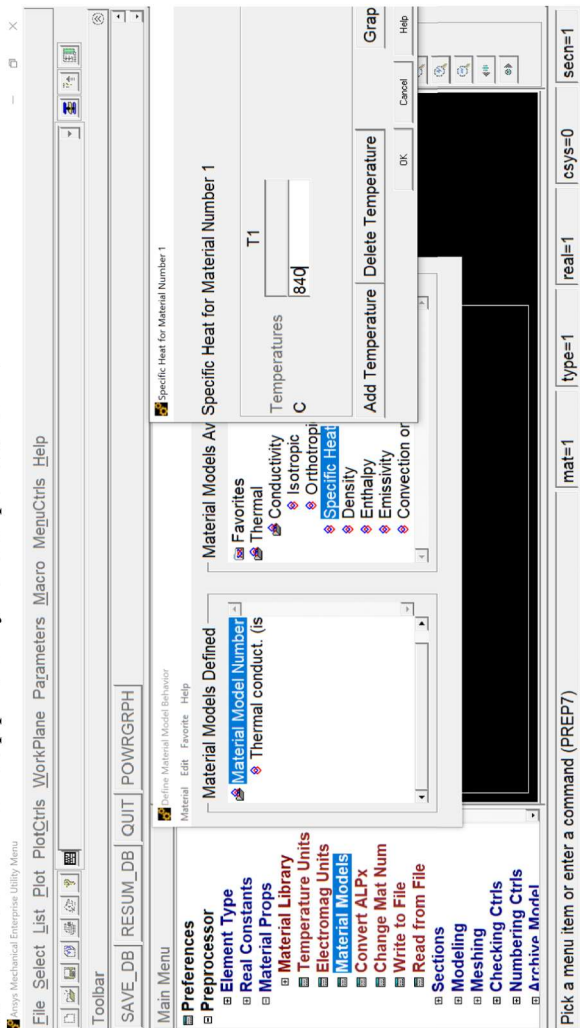 Ansys Mechanical Enterprise Utility Menu
File Select List Plot PlotCtrls WorkPlane Parameters Macro MenuCtrls Help
Toolbar
SAVE_DB RESUM_DB QUIT POWRGRPH
Main Menu
Preferences
Preprocessor
Element Type
Real Constants
Material Props
Material Library
Temperature Units
Electromag Units
Material Models
Convert ALPx
Change Mat Num
Write to File
Read from File
Sections
Modeling
Meshing
Checking Ctrls
Numbering Ctrls
Archive Model
Define Material Model Behavior
Material Edit Favorite Help
Material Models Defined
Material Model Number
Thermal conduct. (is
Material Models Av
Favorites
Thermal
Conductivity
Isotropic
Orthotropi
Specific Heat
Density
Enthalpy
Emissivity
Convection or
Specific Heat for Material Number 1
Specific Heat for Material Number 1
T1
Temperatures
C 840
Add Temperature Delete Temperature Grap
OK Cancel Help
Pick a menu item or enter a command (PREP7) mat=1 type=1 real=1 csys=0 secn=1